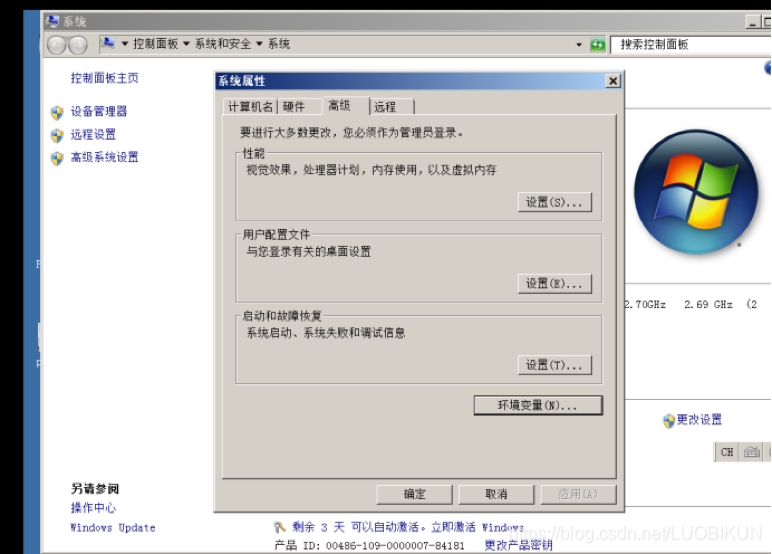 系统
控制面板 系统和安全 系统
搜索控制面板
控制面板主页
设备管理器
远程设置
高级系统设置
系统属性
计算机名 硬件 高级 远程
要进行大多数更改，您必须作为管理员登录。
性能
视觉效果，处理器计划，内存使用，以及虚拟内存
设置(S)...
用户配置文件
与您登录有关的桌面设置
设置(E)...
启动和故障恢复
系统启动、系统失败和调试信息
设置(T)...
环境变量(N)...
确定 取消 应用(A)
2.70GHz 2.69 GHz (2
更改设置
CH
另请参阅
操作中心
Windows Update
剩余 3 天 可以自动激活。立即激活 Windows
产品 ID: 00486-109-0000007-84181 更改产品密钥
https://blog.csdn.net/LUOBIKUN